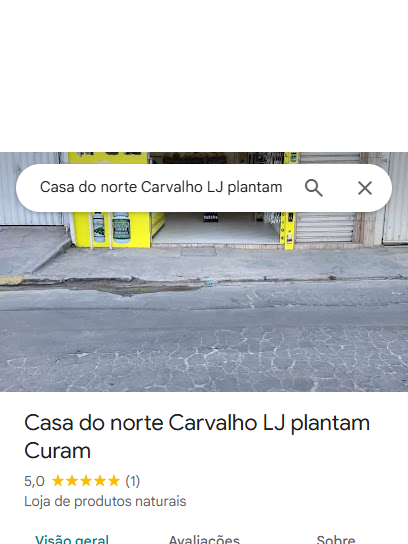 Casa do norte Carvalho LJ plantam
Casa do norte Carvalho LJ plantam
Curam
5,0 (1)
Loja de produtos naturais
Visão geral Avaliações Sobre